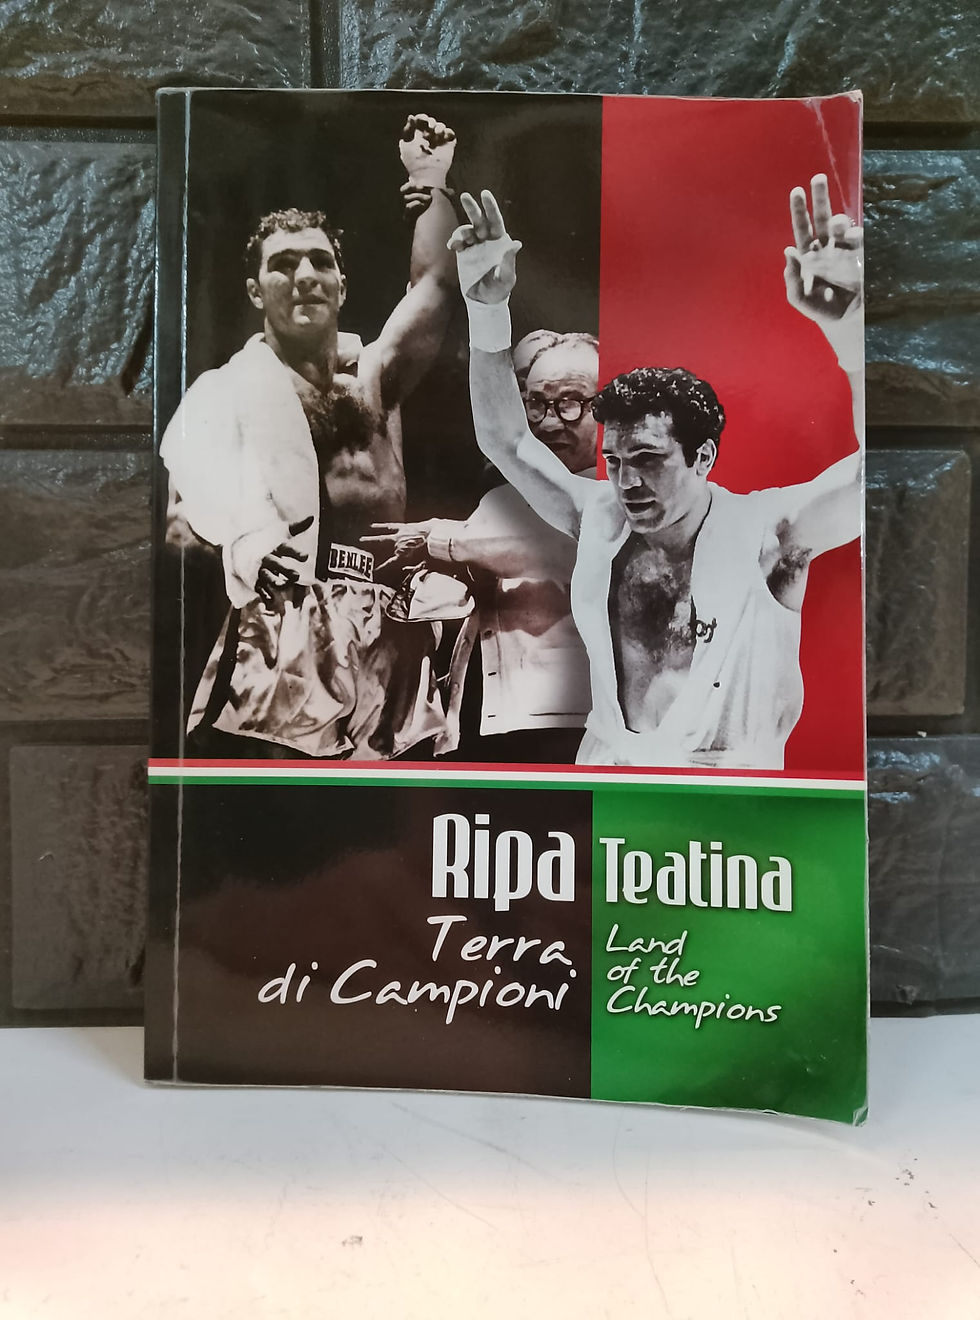 BENLEE
Ripa Teatina
Terra
di Campioni
Land
of the
Champions